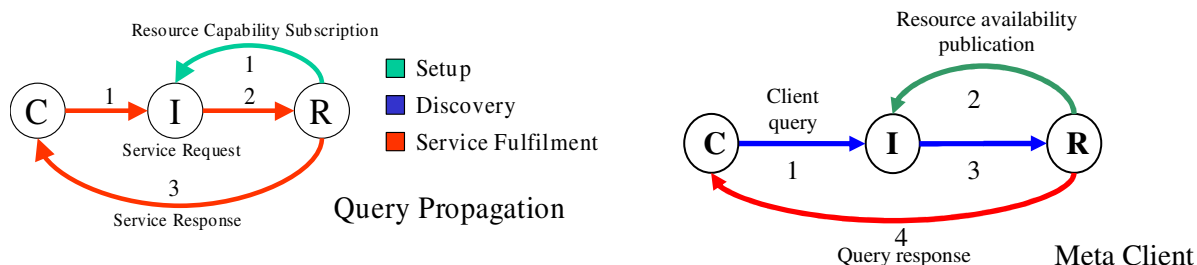 Resource Capability Subscription
1
C
1
I
2
R
Service Request
3
Service Response
Setup
Discovery
Service Fulfilment
Query Propagation
Resource availability
publication
2
Client
query
C
1
I
3
R
4
Query response
Meta Client